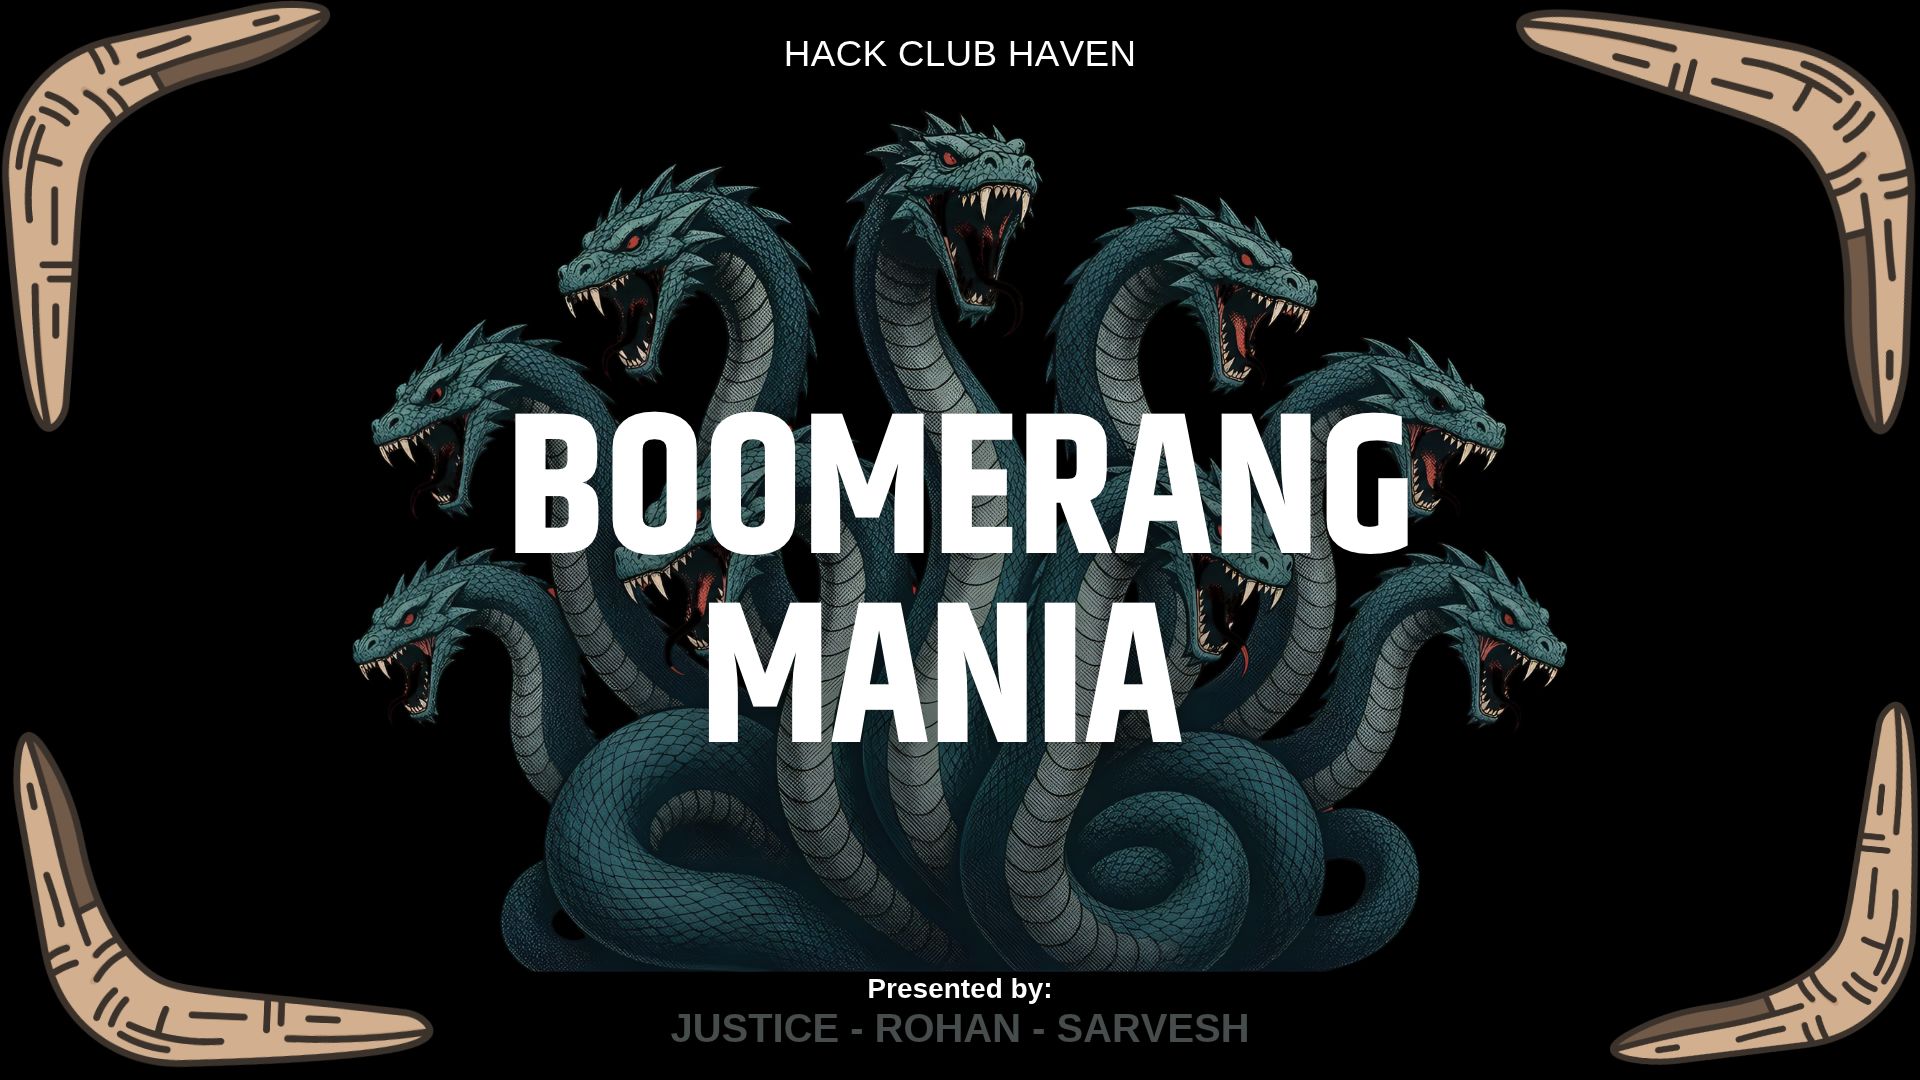 HACK CLUB HAVEN
BOOMERANG
MANIA
Presented by:
JUSTICE - ROHAN - SARVESH